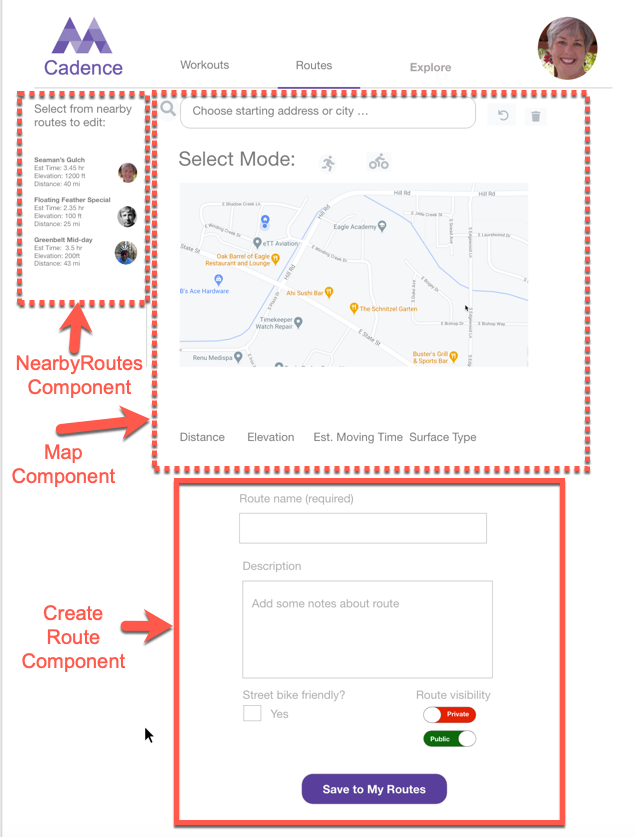 Cadence
Workouts
Routes
Explore
Select from nearby
routes to edit:
Seaman's Gulch
Est Time: 3.45 hr
Elevation: 1200 ft
Distance: 40 mi
Floating Feather Special
Est Time: 2.35 hr
Elevation: 100 ft
Distance: 25 mi
Greenbelt Mid-day
Est Time: 3.5 hr
Elevation: 200ft
Distance: 43 mi
NearbyRoutes
Component
Map
Component
Choose starting address or city ...
Select Mode:
E Shadow Creek Ln
Hill Rd
Hill Rd
Eagle Academy
State St
eTT Aviation
Oak Barrel of Eagle
Restaurant and Lounge
Hill Rd
B's Ace Hardware
Ahi Sushi Bar
The Schnitzel Garten
Timekeeper
Watch Repair
E State St
E Bishop Way
Renu Medispa
Buster's Grill
& Sports Bar
Distance Elevation Est. Moving Time Surface Type
Create
Route
Component
Route name (required)
Description
Add some notes about route
Street bike friendly?
Yes
Route visibility
Private
Public
Save to My Routes